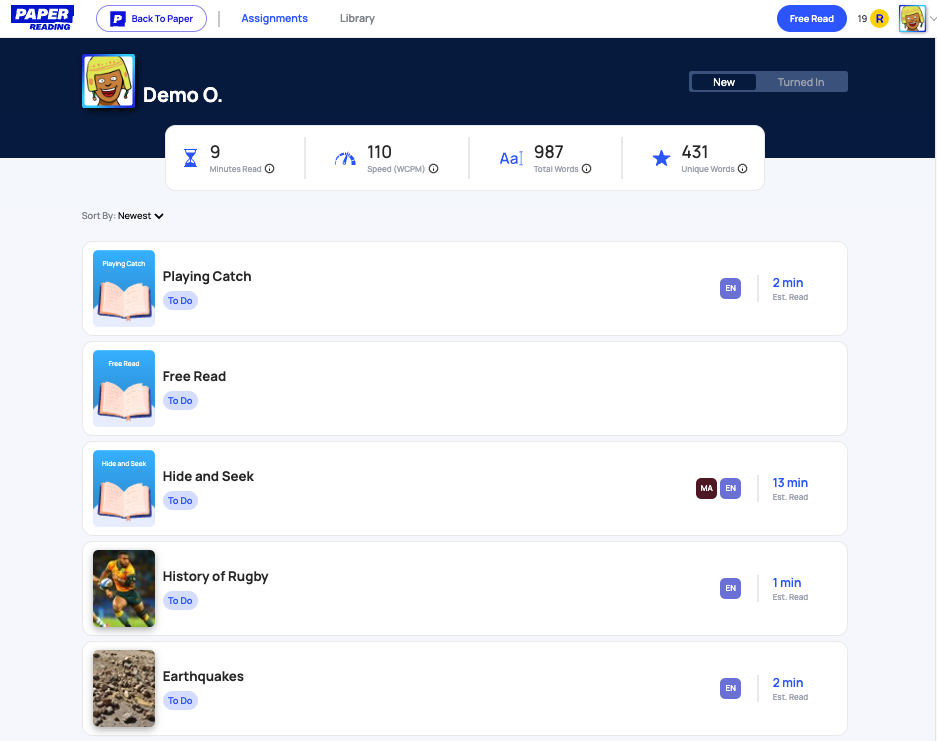 PAPER
READING
P Back To Paper
Assignments
Library
Free Read
19 R
Demo O.
New
Turned In
9
Minutes Read
110
Speed (WCPM)
Aa
987
Total Words
431
Unique Words
Sort By: Newest
Playing Catch
Playing Catch
To Do
EN
2 min
Est. Read
Free Read
Free Read
To Do
Hide and Seek
Hide and Seek
To Do
MA EN
13 min
Est. Read
History of Rugby
To Do
EN
1 min
Est. Read
Earthquakes
To Do
EN
2 min
Est. Read